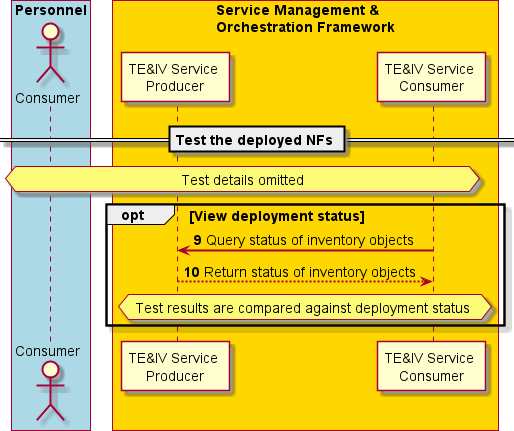 Personnel
Service Management &
Orchestration Framework
Consumer
TE&IV Service
Producer
TE&IV Service
Consumer
Test the deployed NFs
Test details omitted
opt
[View deployment status]
9 Query status of inventory objects
10 Return status of inventory objects
Test results are compared against deployment status
Consumer
TE&IV Service
Producer
TE&IV Service
Consumer